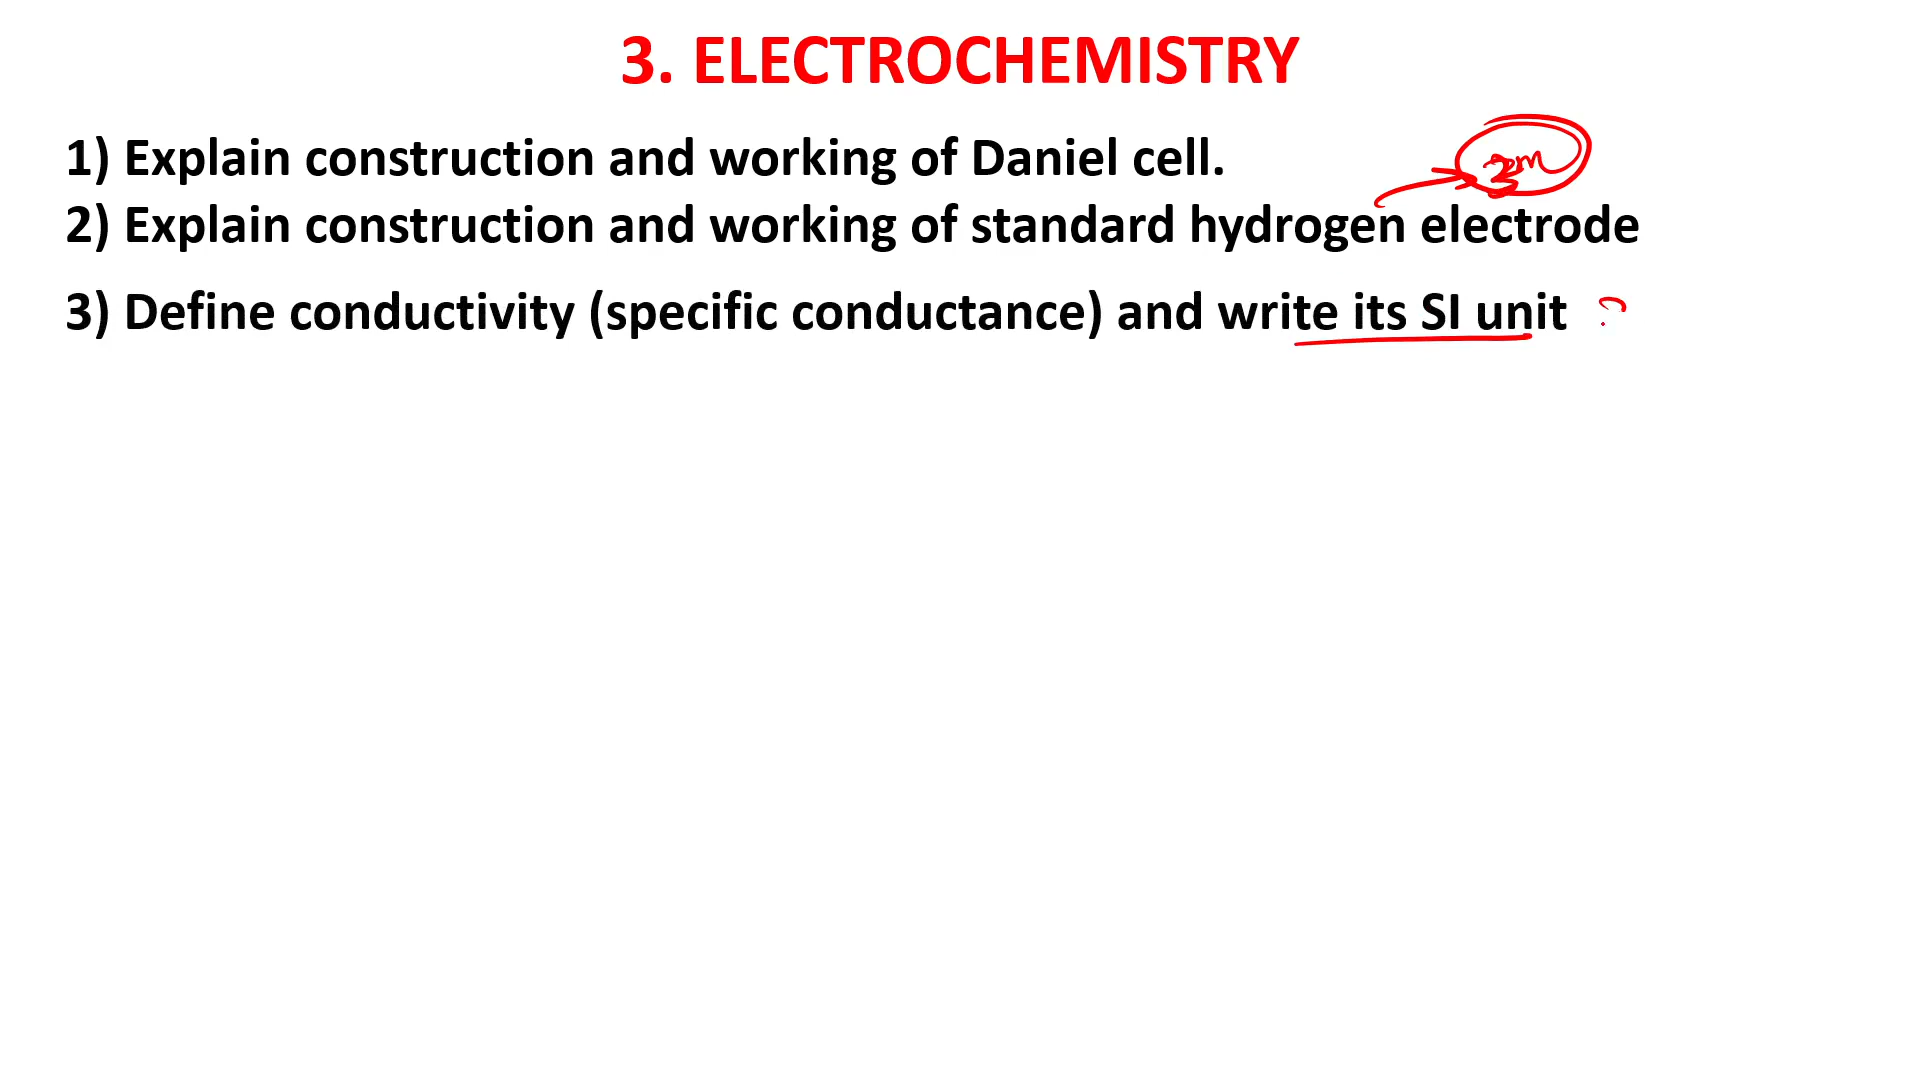 3. ELECTROCHEMISTRY
1) Explain construction and working of Daniel cell.
2) Explain construction and working of standard hydrogen electrode
3) Define conductivity (specific conductance) and write its SI unit